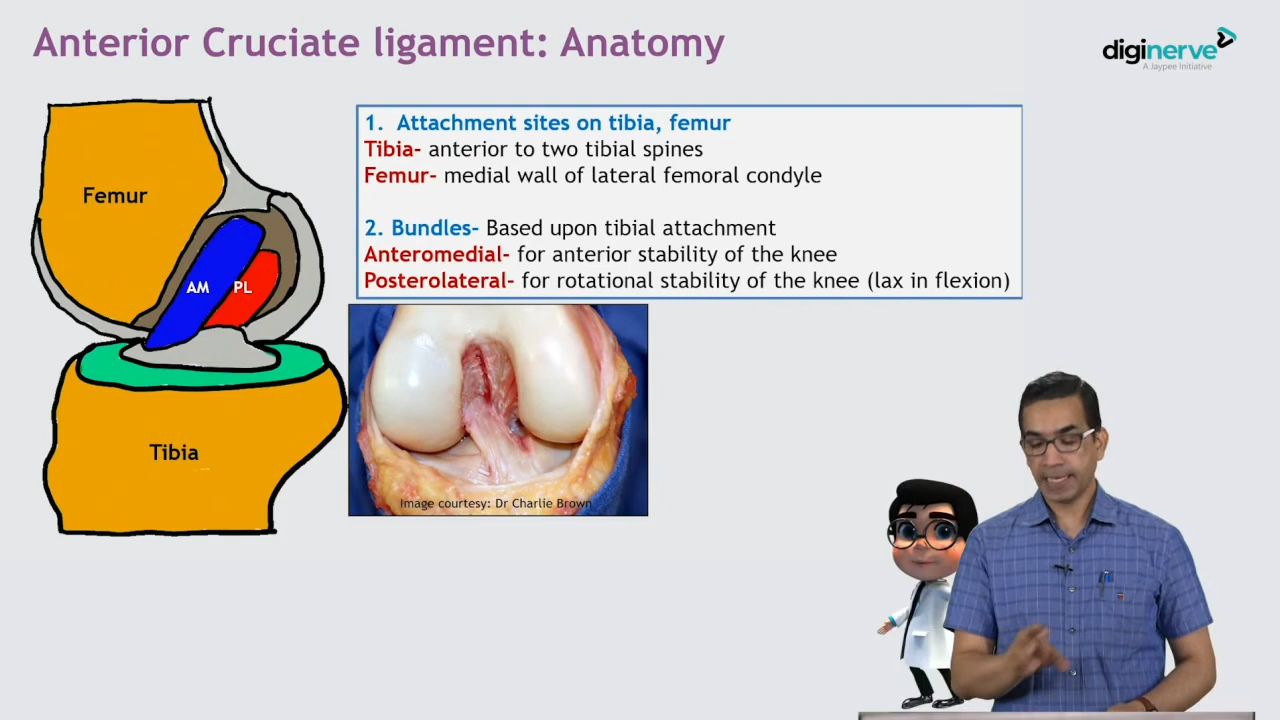 Anterior Cruciate ligament: Anatomy
diginerve
A Jaypee Initiative
Femur
AM
PL
Tibia
1. Attachment sites on tibia, femur
Tibia- anterior to two tibial spines
Femur- medial wall of lateral femoral condyle
2. Bundles- Based upon tibial attachment
Anteromedial- for anterior stability of the knee
Posterolateral- for rotational stability of the knee (lax in flexion)
Image courtesy: Dr Charlie Brown